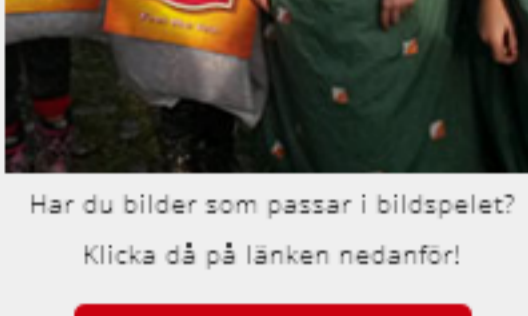 Har du bilder som passar i bildspelet?
Klicka då på länken nedanför!